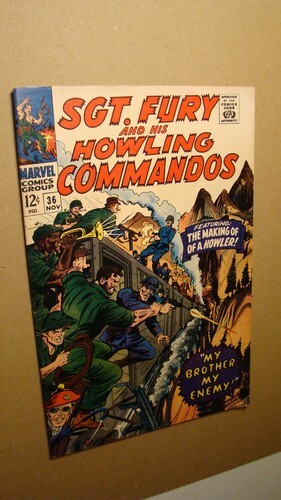 APPROVED
BY THE
COMICS
CODE
AUTHORITY
SGT. FURY
AND HIS
HOWLING
COMMANDOS
MARVEL
COMICS
GROUP
12¢
IND.
36
NOV
FEATURING:
THE MAKING OF
OF A HOWLER!
"MY
BROTHER,
MY
ENEMY!"